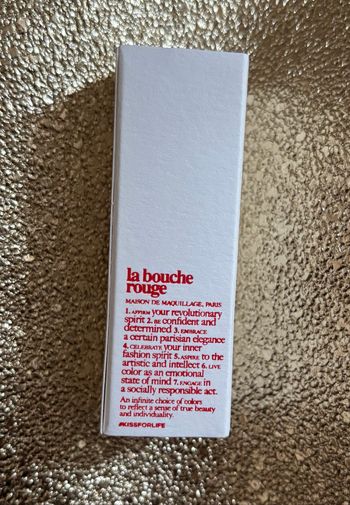 la bouche
rouge
MAISON DE MAQUILLAGE, PARIS
1. AFFIRM your revolutionary
spirit 2. BE confident and
determined 3. EMBRACE
a certain parisian elegance
4. CELEBRATE your inner
fashion spirit 5. ASPIRE to the
artistic and intellect 6. LIVE
color as an emotional
state of mind 7. ENGAGE in
a socially responsible act.
An infinite choice of colors
to reflect a sense of true beauty
and individuality.
#KISSFORLIFE